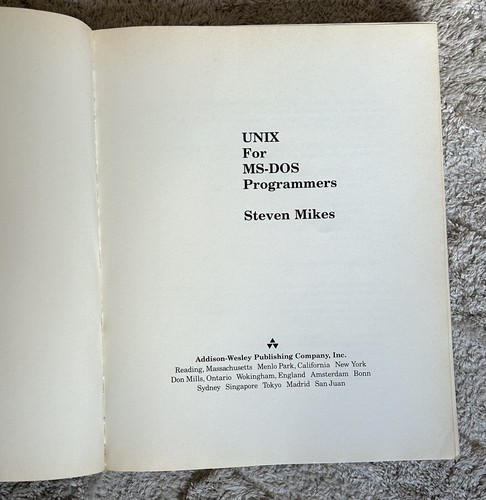 UNIX
For
MS-DOS
Programmers
Steven Mikes
Addison-Wesley Publishing Company, Inc.
Reading, Massachusetts Menlo Park, California New York
Don Mills, Ontario Wokingham, England Amsterdam Bonn
Sydney Singapore Tokyo Madrid San Juan